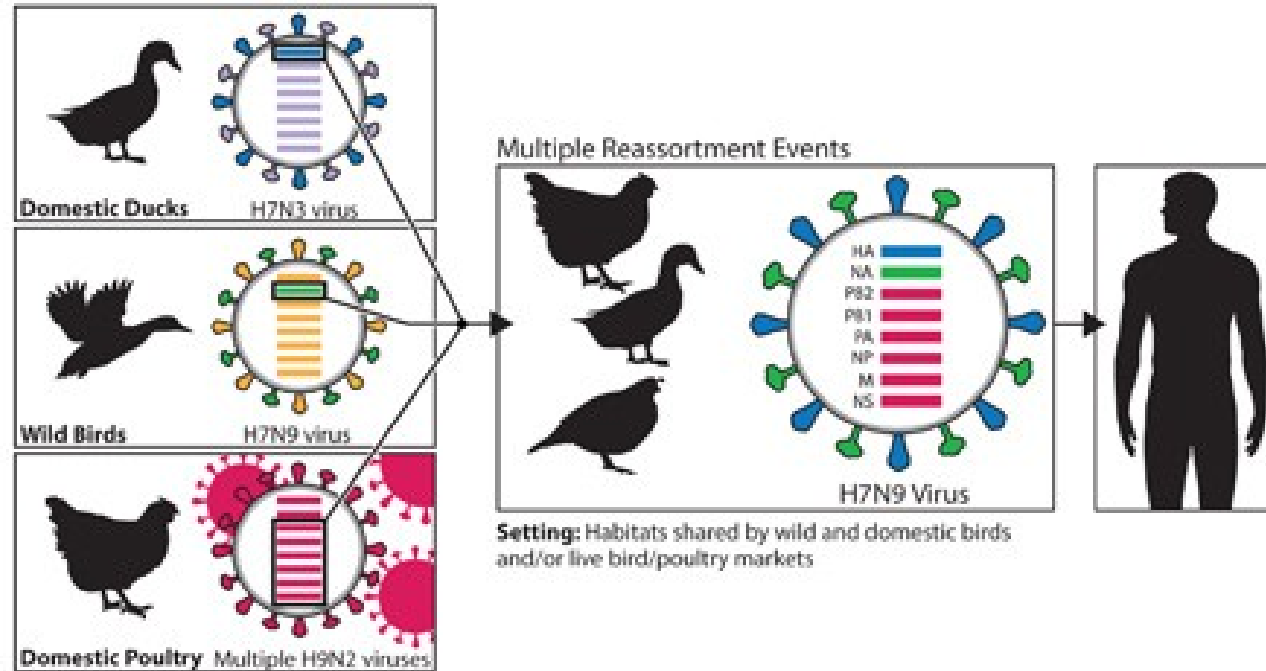 Domestic Ducks
H7N3 virus
Wild Birds
H7N9 virus
Domestic Poultry
Multiple H9N2 viruses
Multiple Reassortment Events
HA
NA
PB2
PB1
PA
NP
M
NS
H7N9 Virus
Setting: Habitats shared by wild and domestic birds
and/or live bird/poultry markets